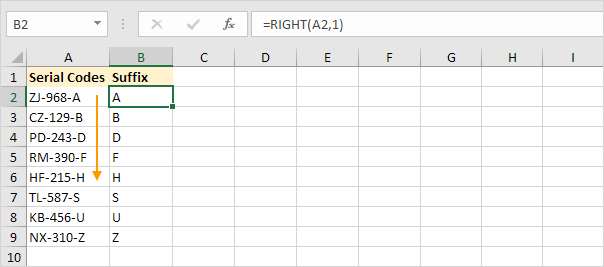 B2 fx =RIGHT(A2,1)
A B C D E F G H I
1 Serial Codes Suffix
2 ZJ-968-A A
3 CZ-129-B B
4 PD-243-D D
5 RM-390-F F
6 HF-215-H H
7 TL-587-S S
8 KB-456-U U
9 NX-310-Z Z
10